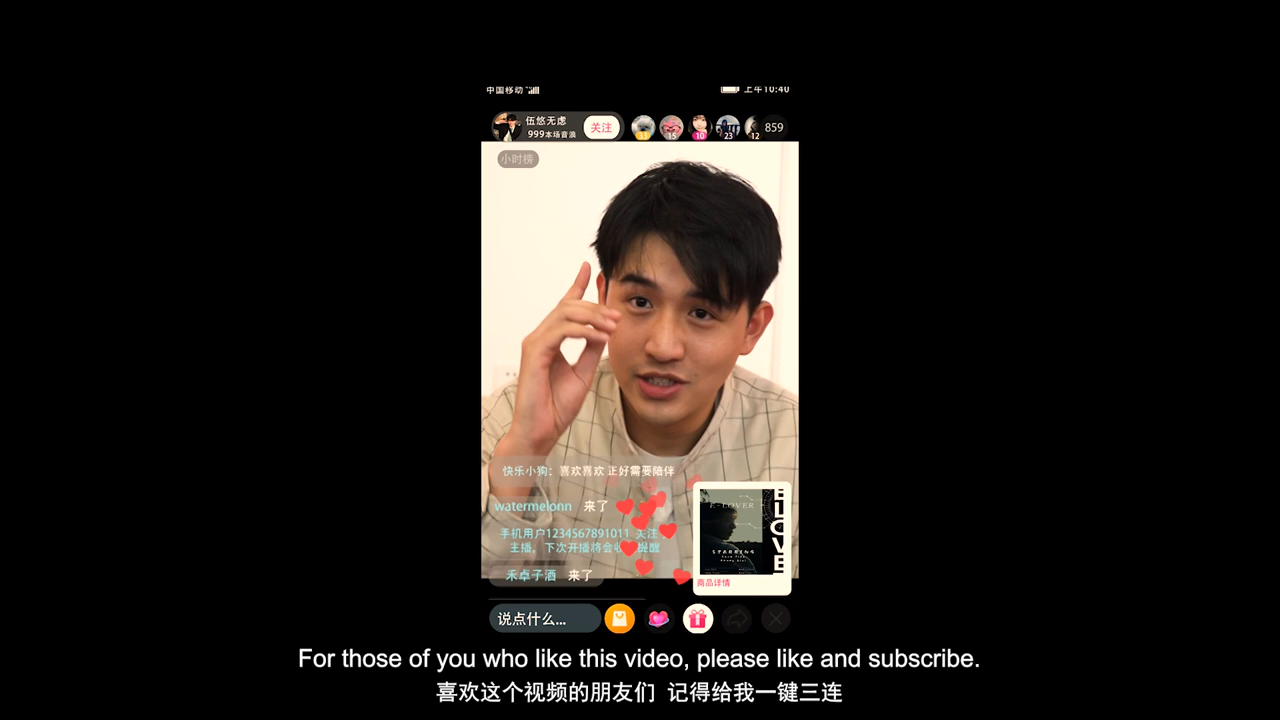 中国移动
上午10:40
伍悠无虑
999本场音浪
关注
33
15
10
23
12
859
小时榜
快乐小狗：喜欢喜欢 正好需要陪伴
watermelonn 来了
手机用户1234567891011 关注
主播，下次开播将会收 提醒
禾卓子酒 来了
E-LOVER
ELOVE
商品详情
说点什么...
For those of you who like this video, please like and subscribe.
喜欢这个视频的朋友们 记得给我一键三连